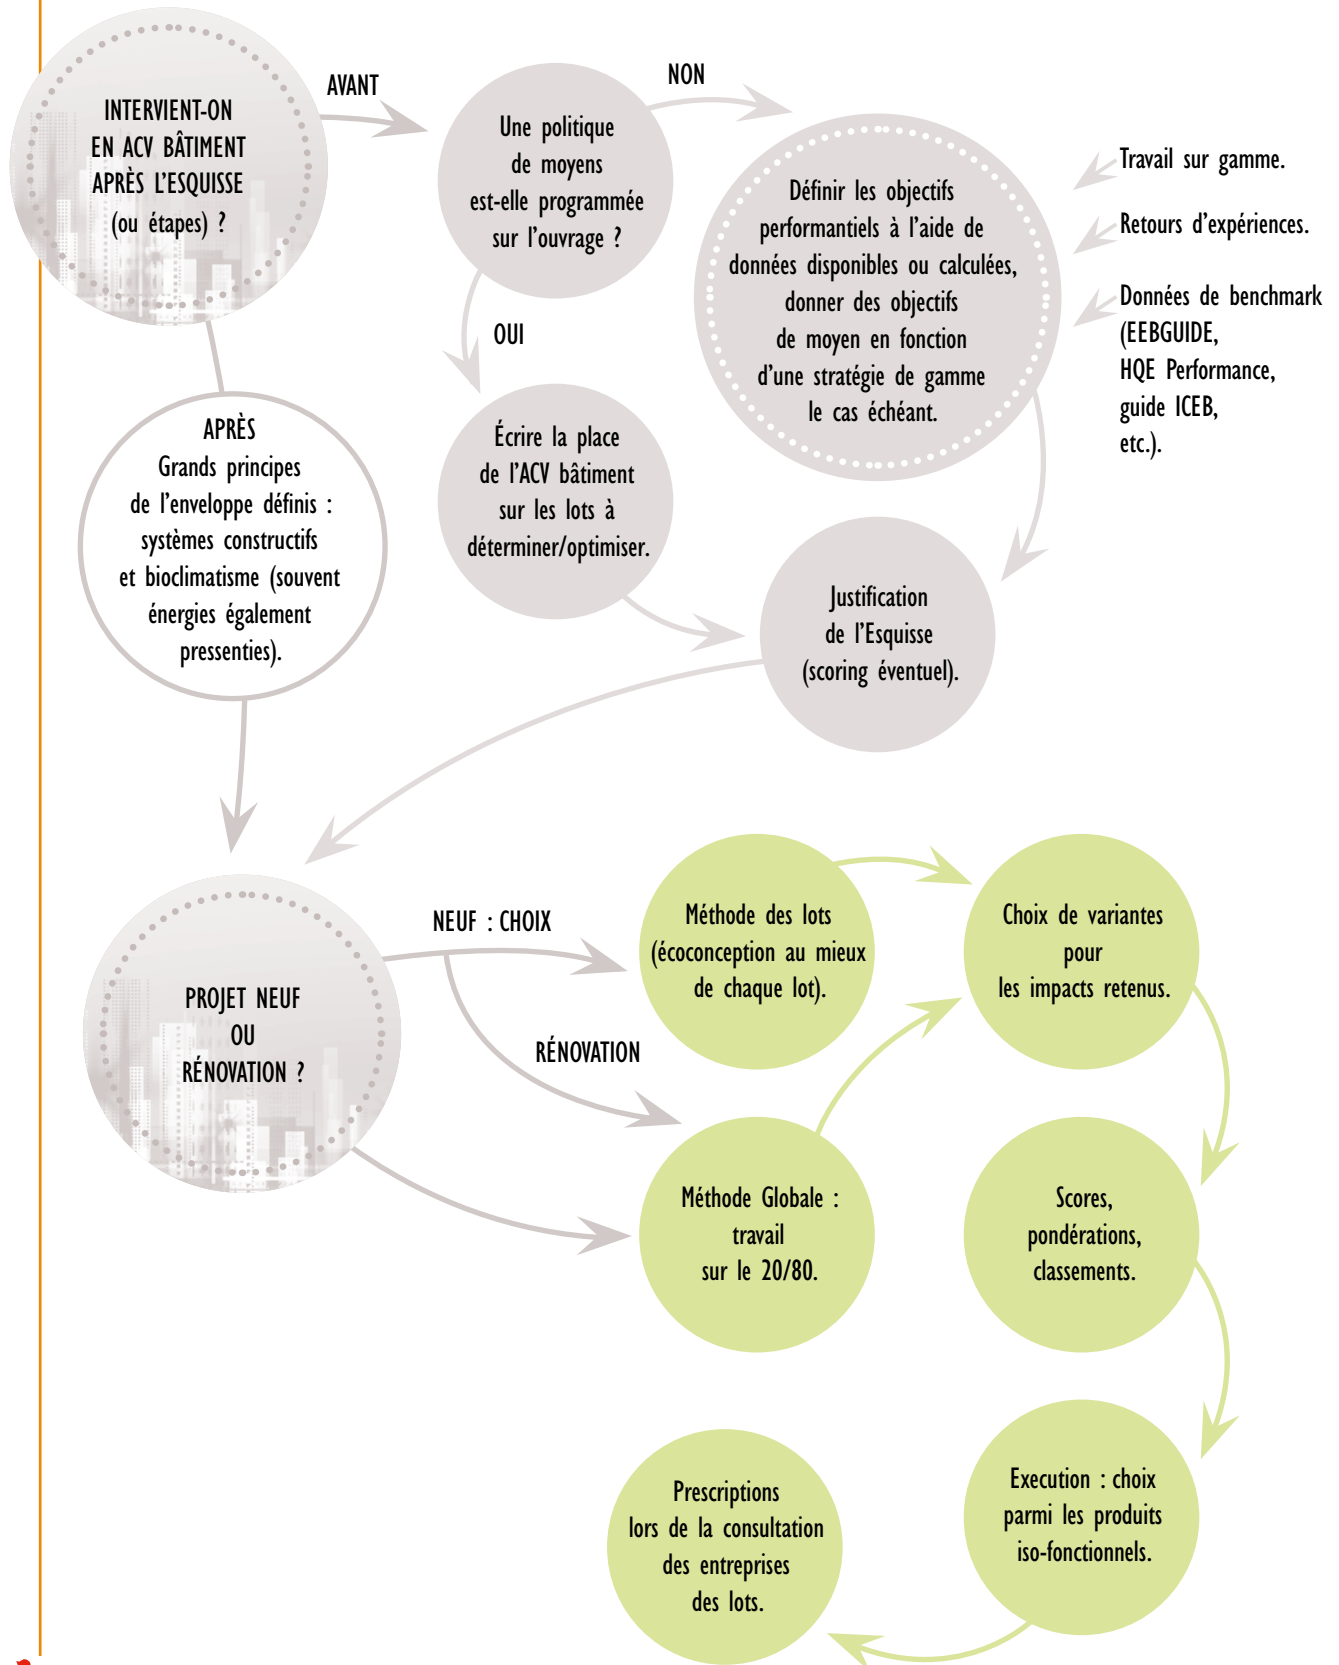 INTERVIENT-ON
EN ACV BÂTIMENT
APRÈS L'ESQUISSE
(ou étapes) ?
AVANT
Une politique
de moyens
est-elle programmée
sur l'ouvrage ?
NON
Définir les objectifs
performantiels à l'aide de
données disponibles ou calculées,
donner des objectifs
de moyen en fonction
d'une stratégie de gamme
le cas échéant.
Travail sur gamme.
Retours d'expériences.
Données de benchmark
(EEBGUIDE,
HQE Performance,
guide ICEB,
etc.).
OUI
Écrire la place
de l'ACV bâtiment
sur les lots à
déterminer/optimiser.
APRÈS
Grands principes
de l'enveloppe définis :
systèmes constructifs
et bioclimatisme (souvent
énergies également
pressenties).
Justification
de l'Esquisse
(scoring éventuel).
PROJET NEUF
OU
RÉNOVATION ?
NEUF : CHOIX
RÉNOVATION
Méthode des lots
(écoconception au mieux
de chaque lot).
Choix de variantes
pour
les impacts retenus.
Méthode Globale :
travail
sur le 20/80.
Scores,
pondérations,
classements.
Execution : choix
parmi les produits
iso-fonctionnels.
Prescriptions
lors de la consultation
des entreprises
des lots.